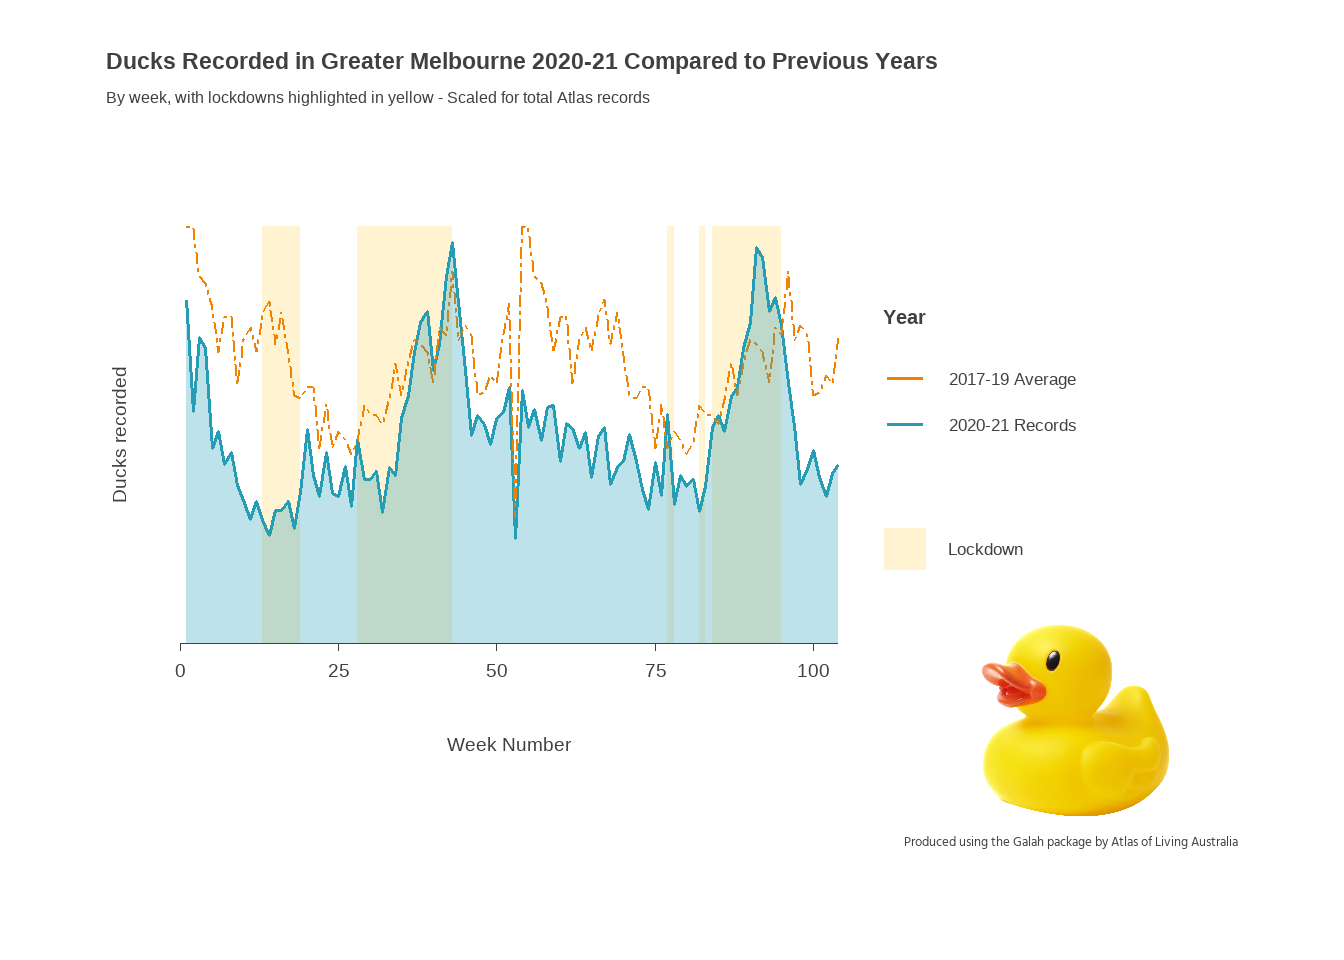 Ducks Recorded in Greater Melbourne 2020-21 Compared to Previous Years
By week, with lockdowns highlighted in yellow - Scaled for total Atlas records
Ducks recorded
0 25 50 75 100
Week Number
Year
2017-19 Average
2020-21 Records
Lockdown
Produced using the Galah package by Atlas of Living Australia